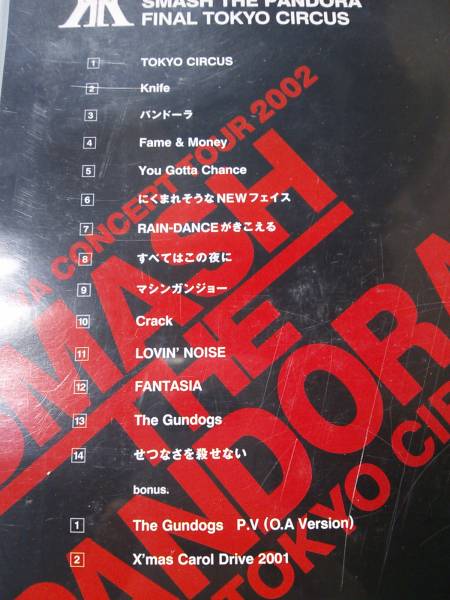 SMASH THE PANDORA
FINAL TOKYO CIRCUS
1 TOKYO CIRCUS
2 Knife
3 パンドーラ
4 Fame & Money
5 You Gotta Chance
6 にくまれそうなNEWフェイス
7 RAIN-DANCEがきこえる
8 すべてはこの夜に
9 マシンガンジョー
10 Crack
11 LOVIN' NOISE
12 FANTASIA
13 The Gundogs
14 せつなさを殺せない
bonus.
1 The Gundogs P.V (O.A Version)
2 X'mas Carol Drive 2001
CONCERT TOUR 2002
SMASH
THE
PANDORA
TOKYO CIR